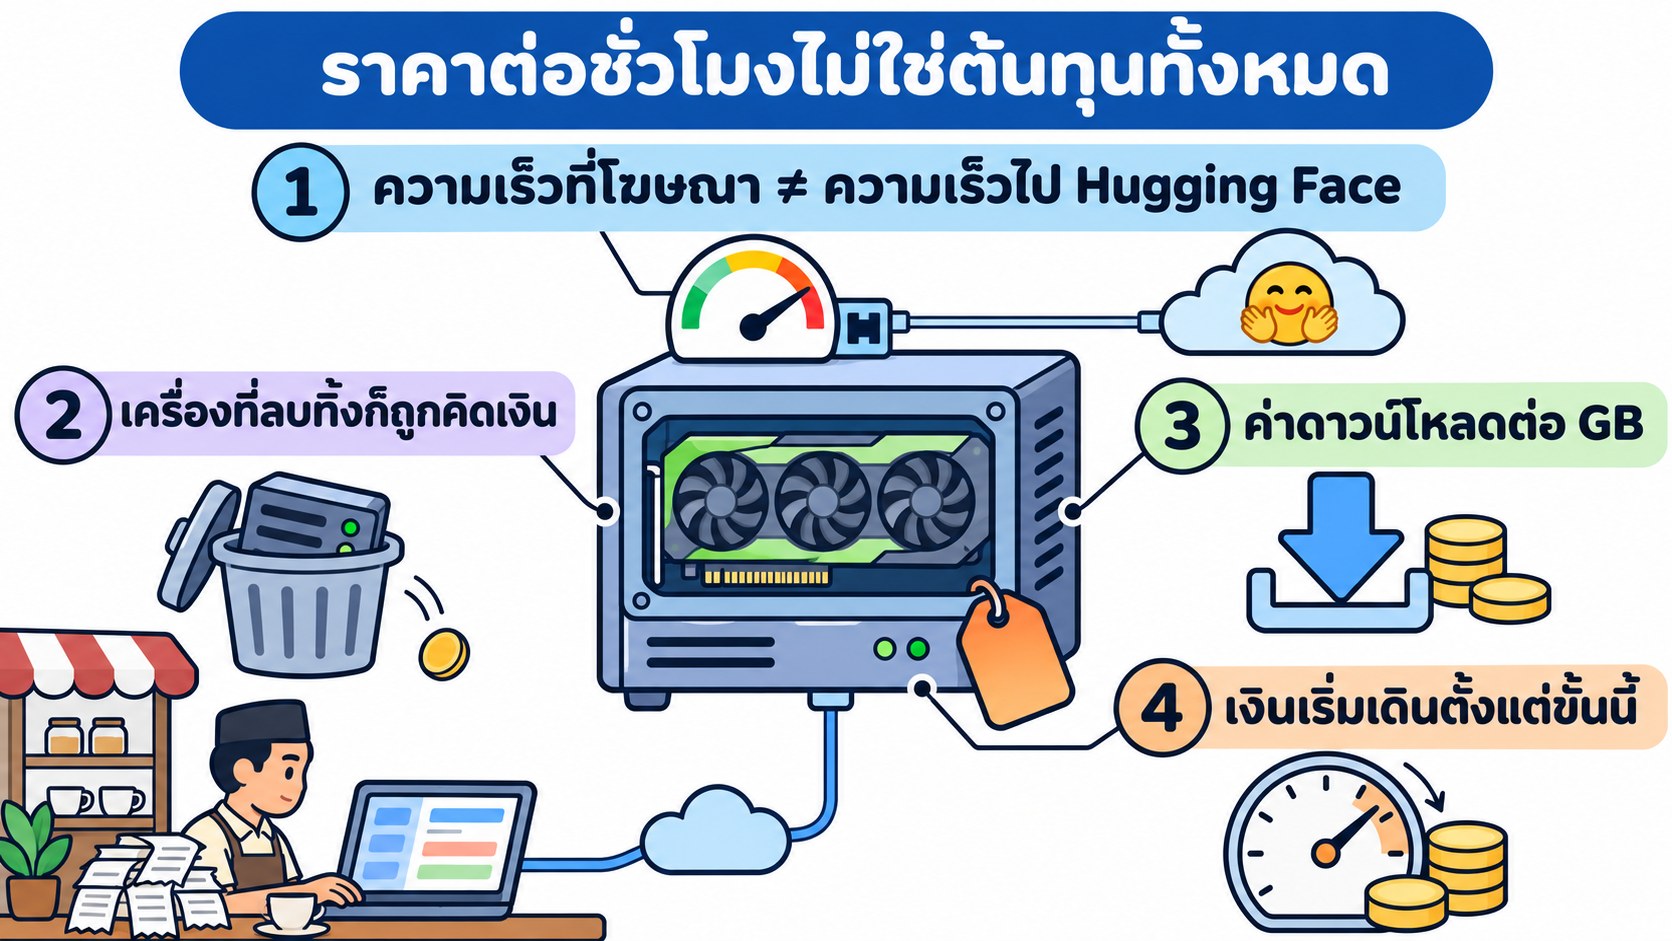 ราคาต่อชั่วโมงไม่ใช่ต้นทุนทั้งหมด
1 ความเร็วที่โฆษณา ≠ ความเร็วไป Hugging Face
H
2 เครื่องที่ลบทิ้งก็ถูกคิดเงิน
3 ค่าดาวน์โหลดต่อ GB
4 เงินเริ่มเดินตั้งแต่ขั้นนี้